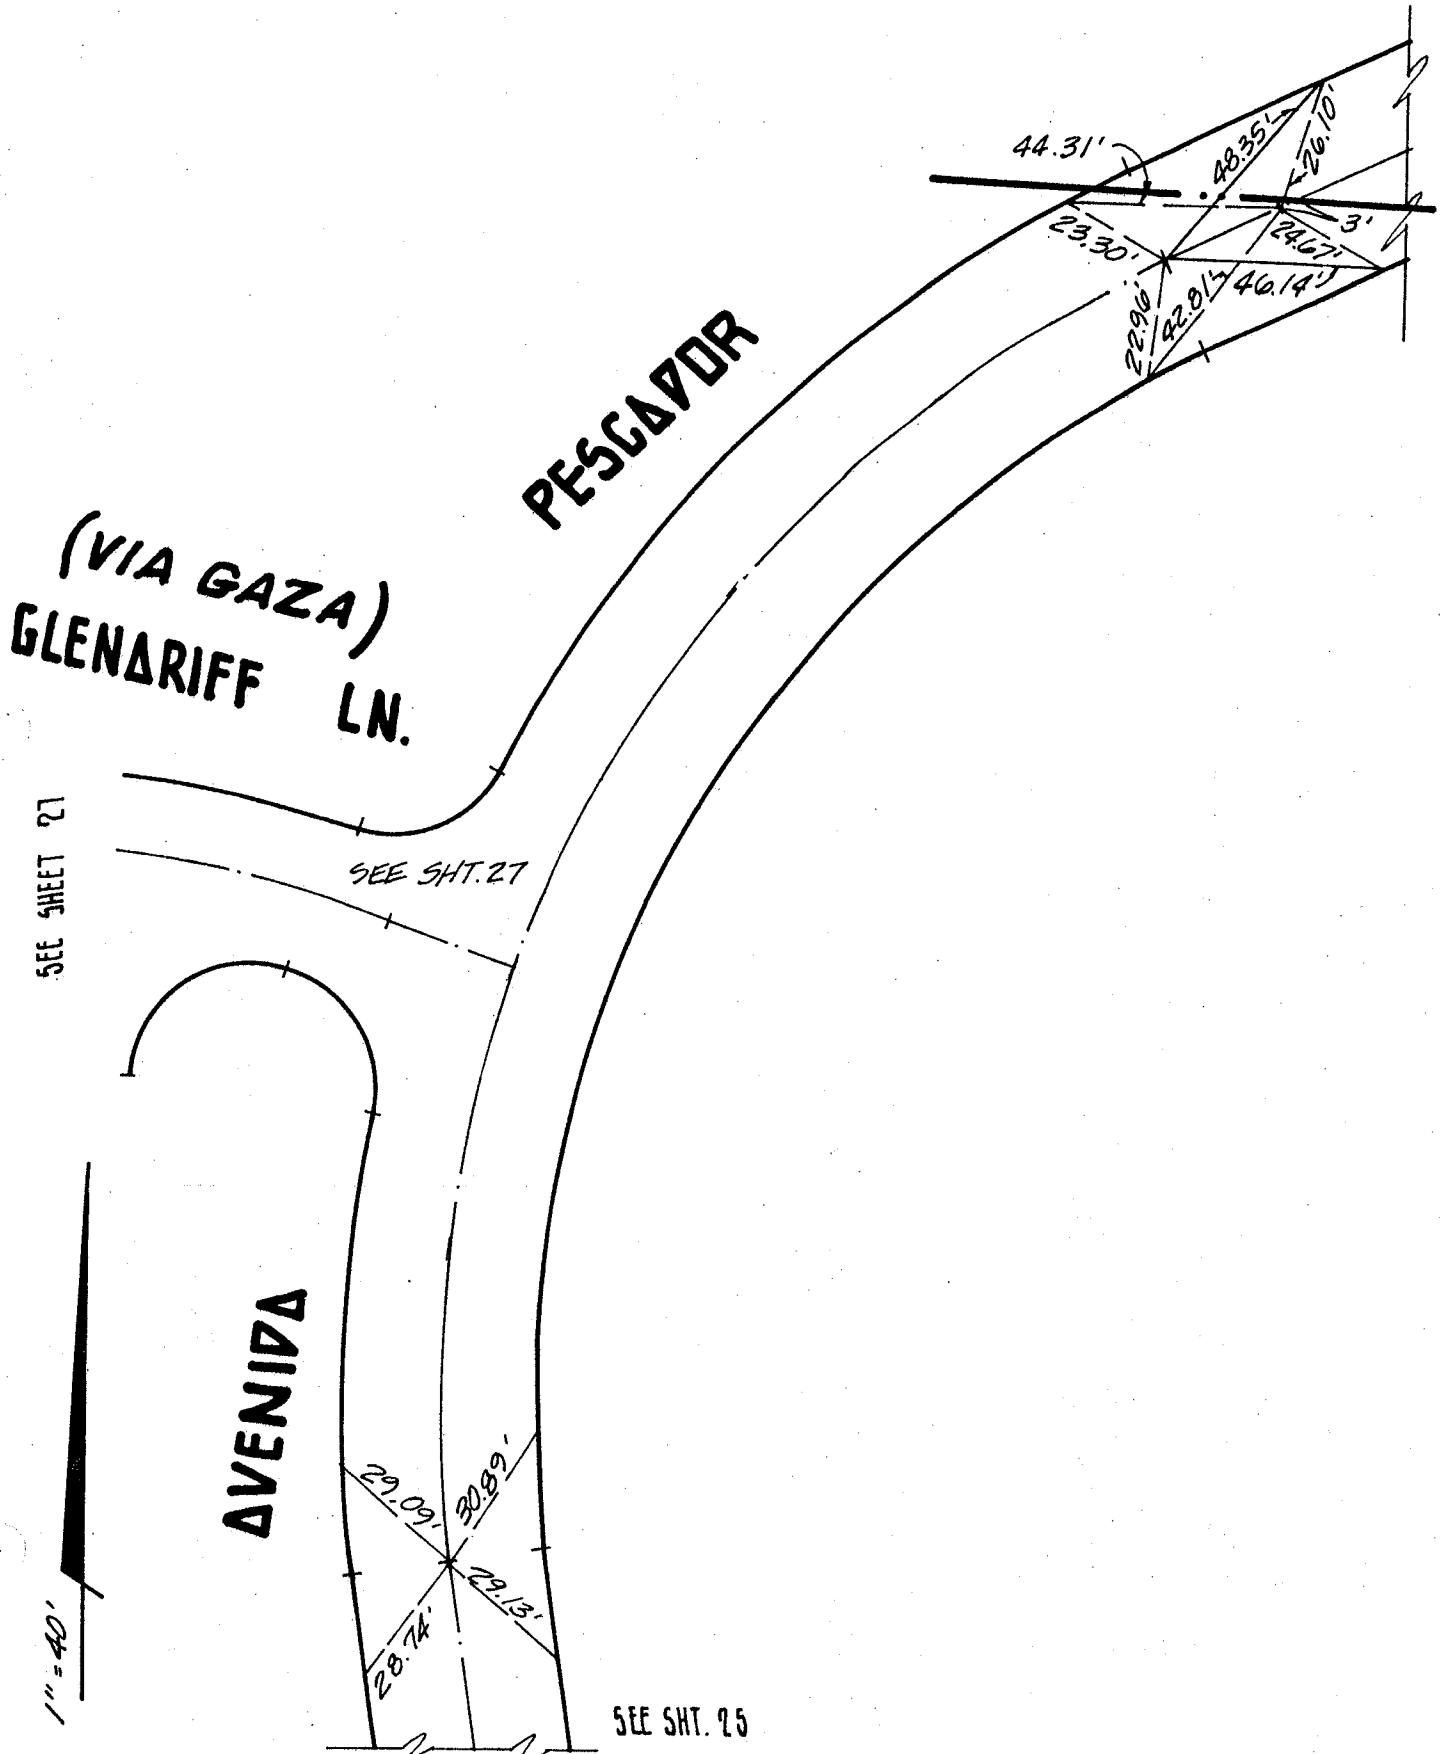 44.31'
48.35'
26.10'
3'
23.30'
24.67'
46.14'
22.96'
42.81'
PESCADOR
(VIA GAZA)
GLENARIFF LN.
SEE SHEET 27
SEE SHT. 27
AVENIDA
29.09'
30.89'
29.13'
28.74'
1" = 40'
SEE SHT. 25